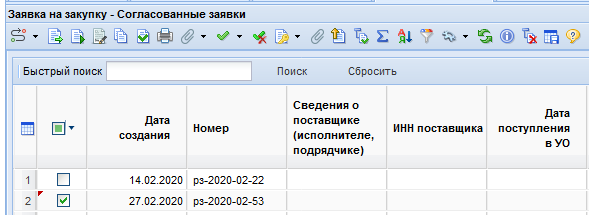 Заявка на закупку - Согласованные заявки
Быстрый поиск Поиск Сбросить
Дата создания Номер Сведения о поставщике (исполнителе, подрядчике) ИНН поставщика Дата поступления в УО
1 14.02.2020 рз-2020-02-22
2 27.02.2020 рз-2020-02-53